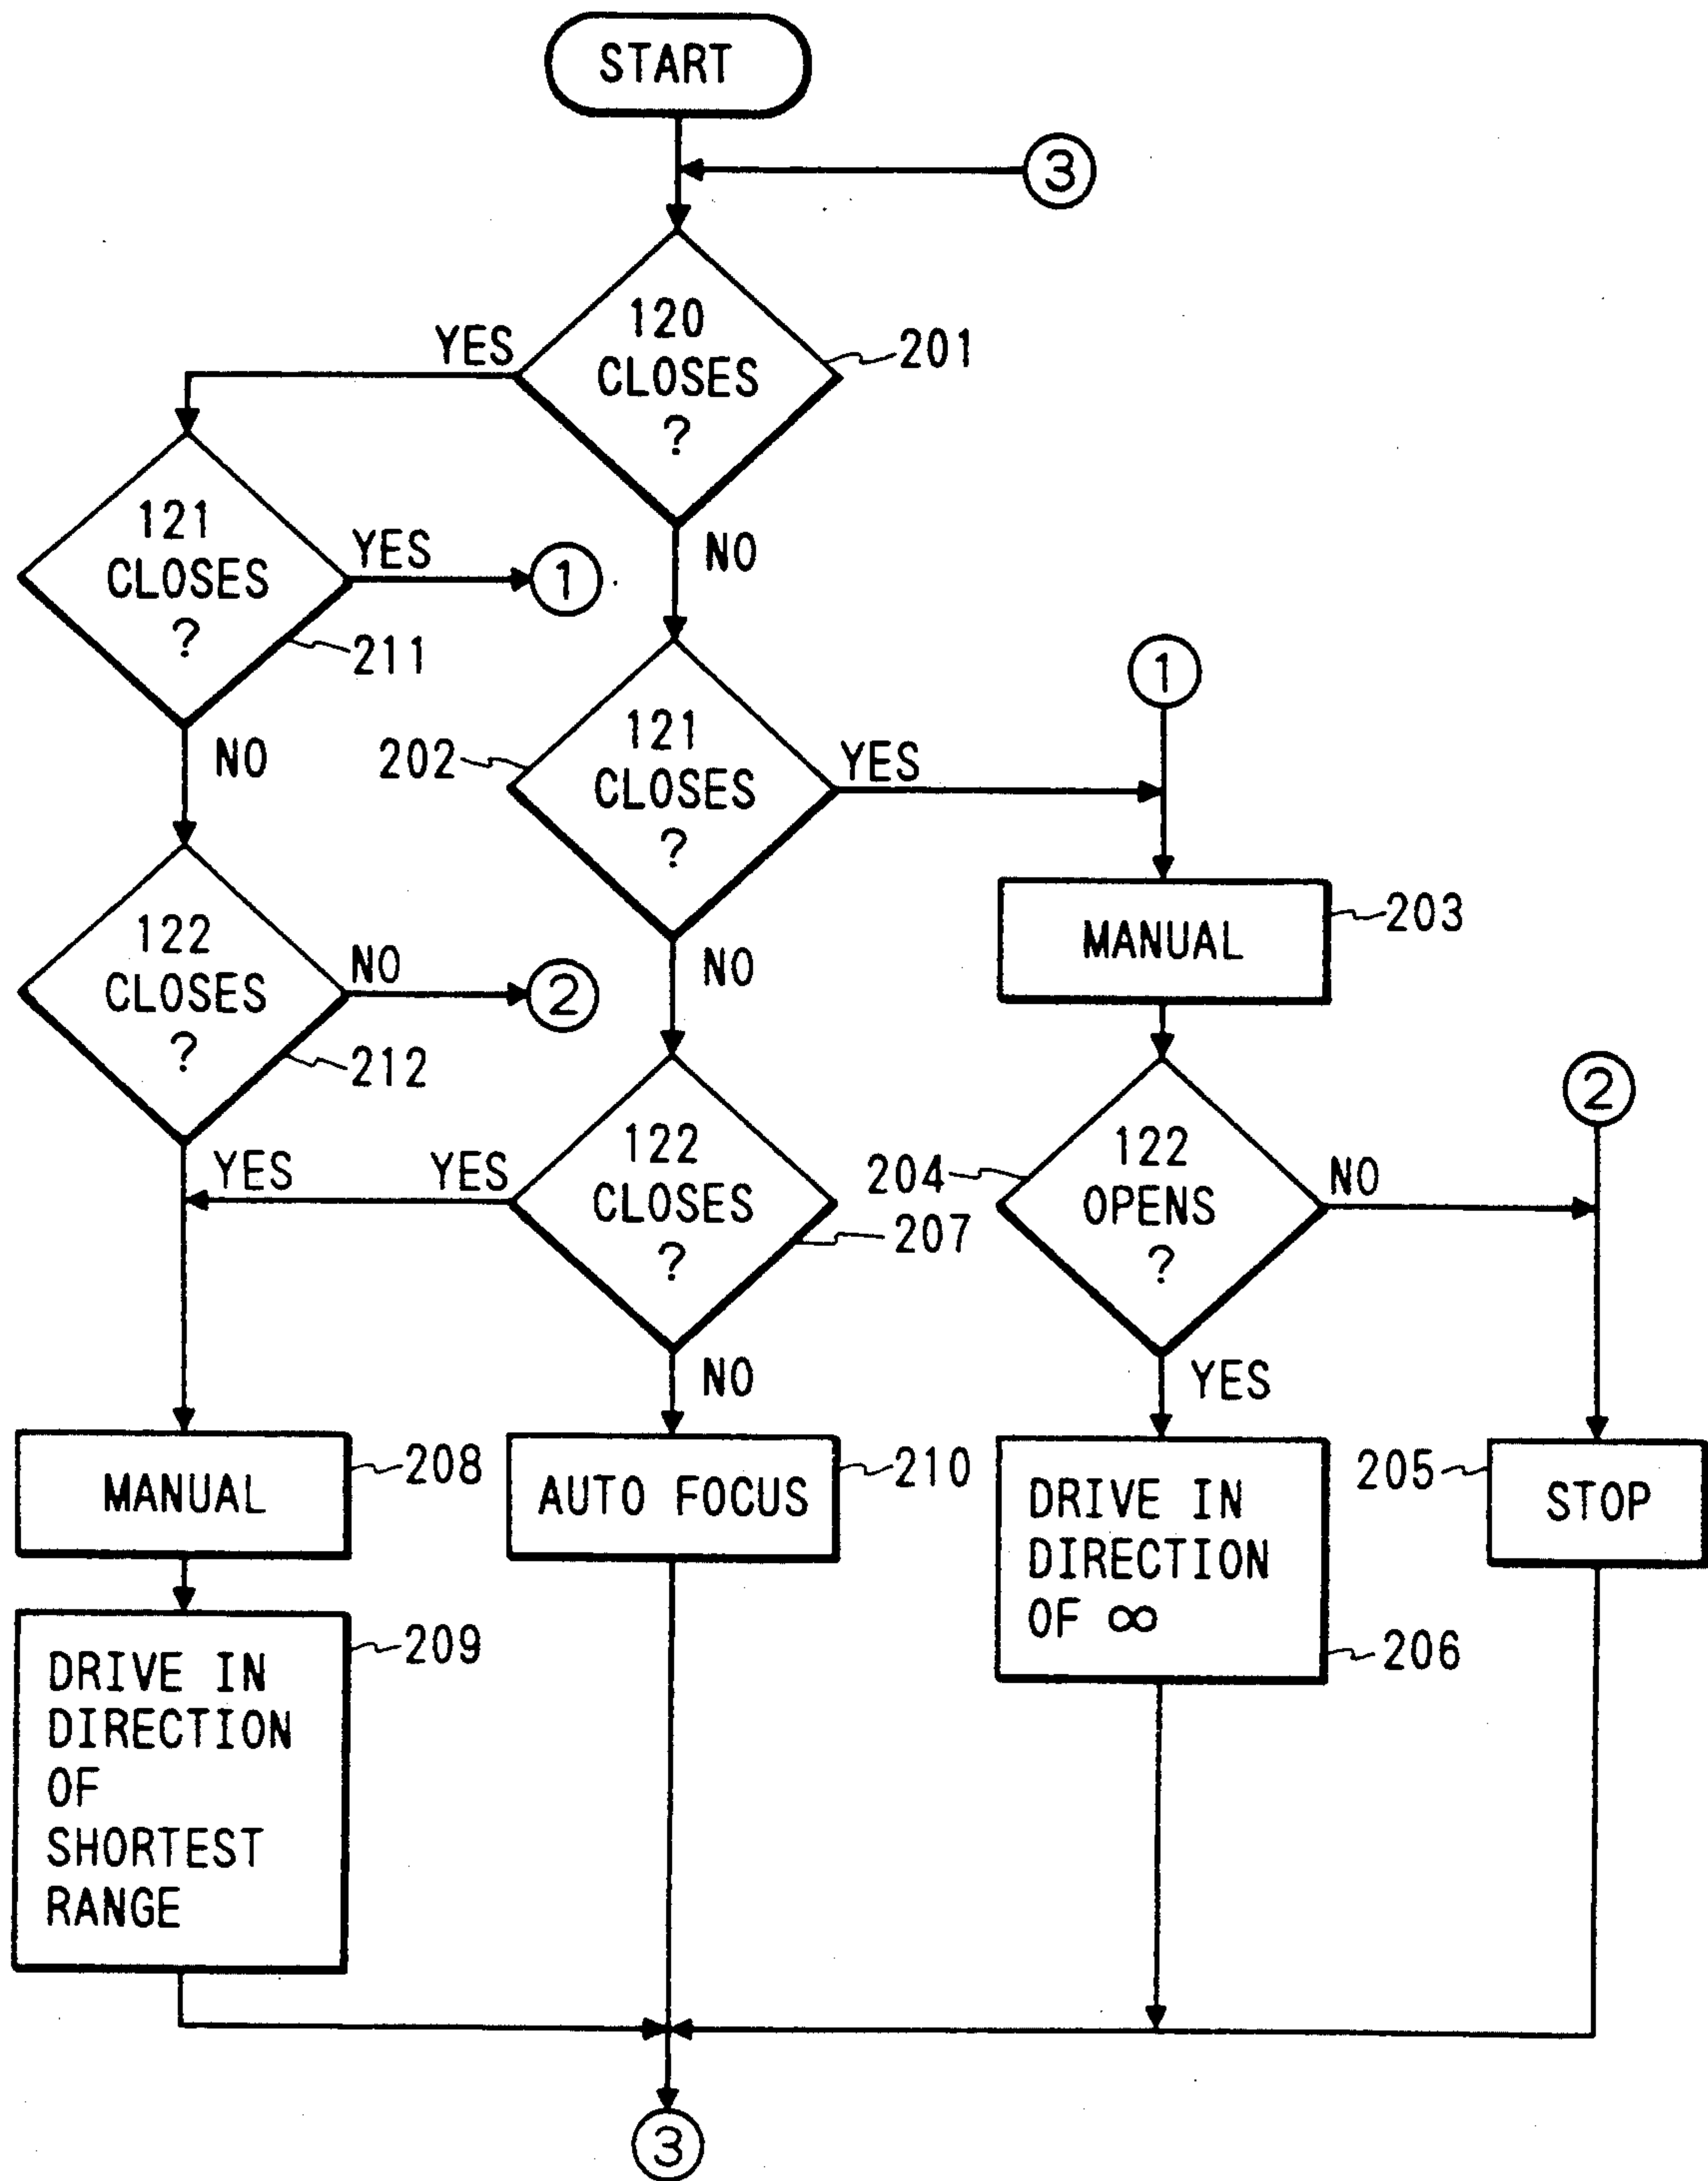 START
③
120
CLOSES
?
201
YES
NO
121
CLOSES
?
211
YES
①
NO
121
CLOSES
?
202
YES
NO
①
MANUAL
203
122
CLOSES
?
212
NO
②
YES
122
CLOSES
?
207
YES
NO
122
OPENS
?
204
NO
YES
②
MANUAL
208
AUTO FOCUS
210
DRIVE IN
DIRECTION
OF ∞
206
205
STOP
DRIVE IN
DIRECTION
OF
SHORTEST
RANGE
209
③